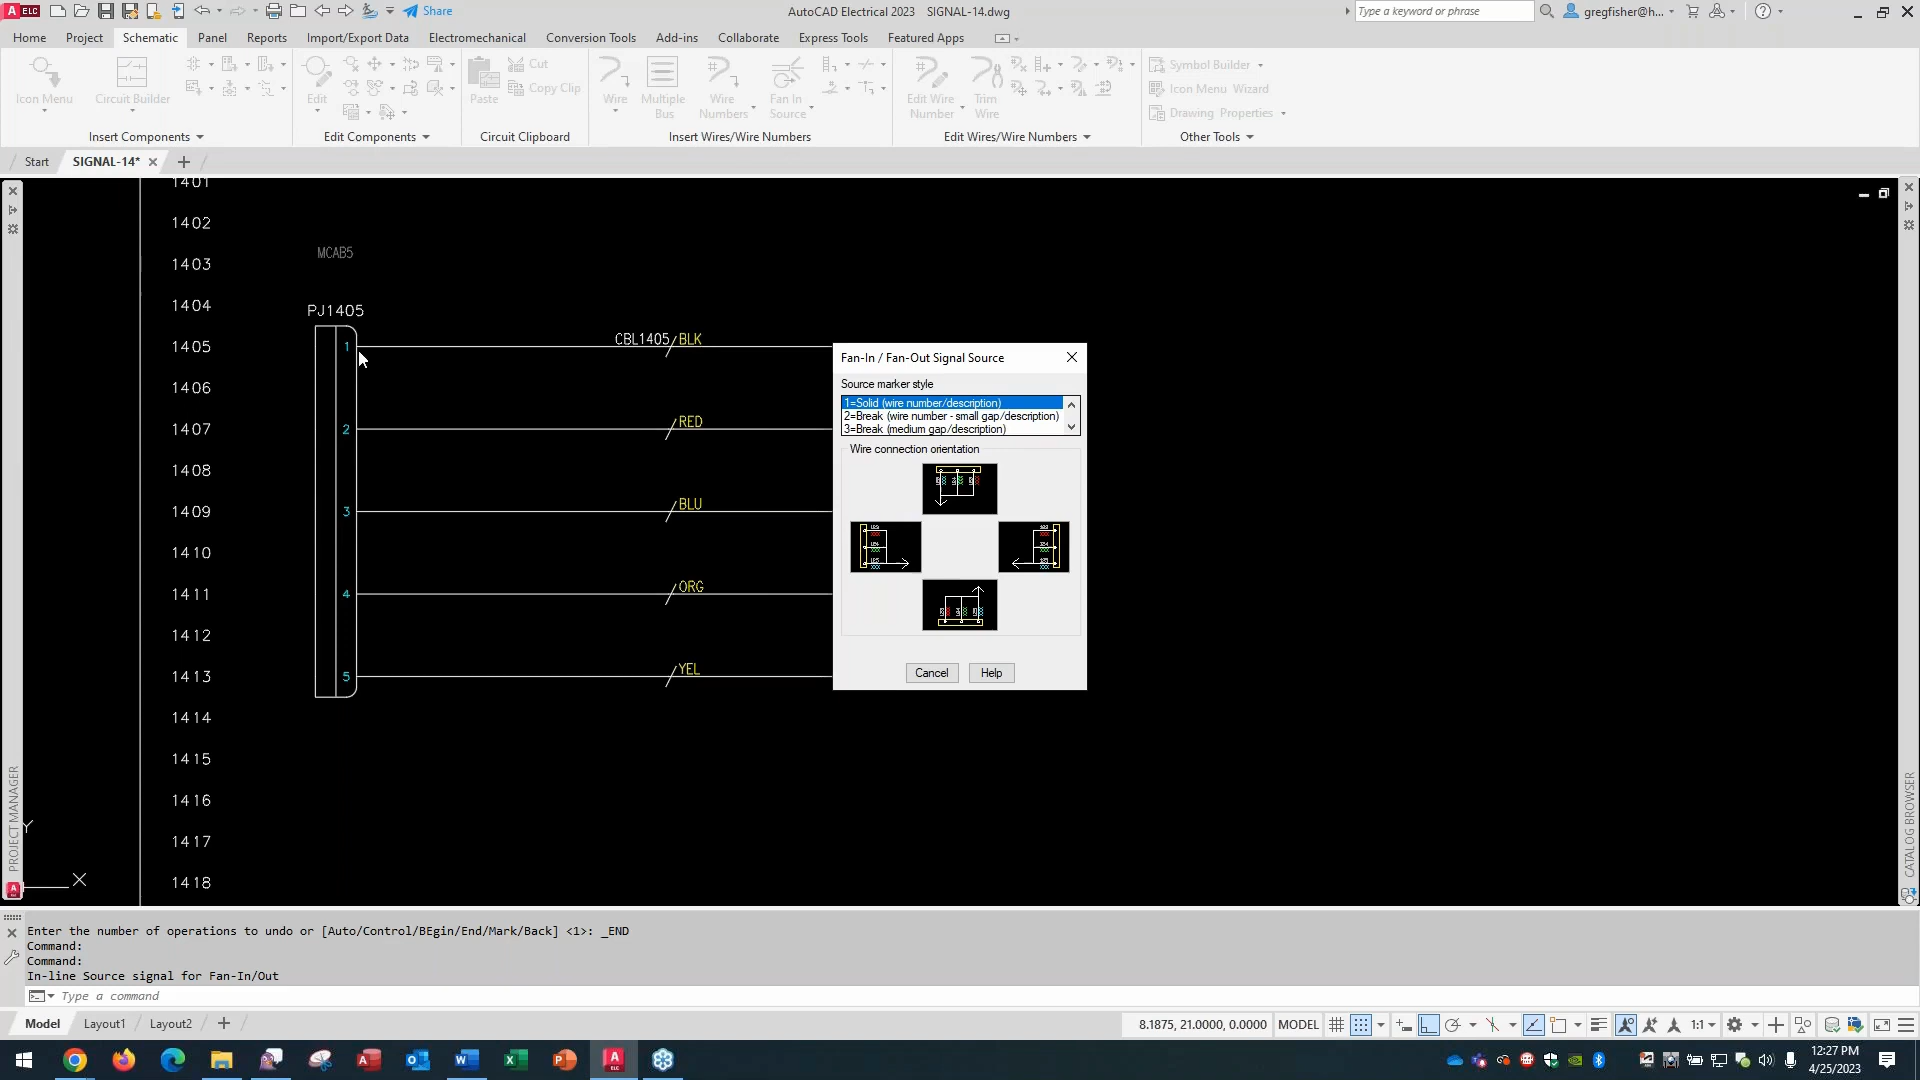 A ELC
Share
AutoCAD Electrical 2023 SIGNAL-14.dwg
Type a keyword or phrase
gregfisher@h...
Home Project Schematic Panel Reports Import/Export Data Electromechanical Conversion Tools Add-ins Collaborate Express Tools Featured Apps
Icon Menu
Circuit Builder
Edit
Paste
Cut
Copy Clip
Wire
Multiple
Bus
Wire
Numbers
Fan In
Source
Edit Wire
Number
Trim
Wire
Symbol Builder
Icon Menu Wizard
Drawing Properties
Insert Components Edit Components Circuit Clipboard Insert Wires/Wire Numbers Edit Wires/Wire Numbers Other Tools
Start SIGNAL-14*
1401
1402
MCAB5
1403
1404
PJ1405
1405
1
CBL1405 BLK
1406
1407
2
RED
1408
1409
3
BLU
1410
1411
4
ORG
1412
1413
5
YEL
1414
1415
1416
1417
1418
Fan-In / Fan-Out Signal Source
Source marker style
1=Solid (wire number/description)
2=Break (wire number - small gap/description)
3=Break (medium gap/description)
Wire connection orientation
Cancel Help
PROJECT MANAGER
CATALOG BROWSER
Y
X
Enter the number of operations to undo or [Auto/Control/BEgin/End/Mark/Back] <1>: _END
Command:
Command:
In-line Source signal for Fan-In/Out
Type a command
Model Layout1 Layout2
8.1875, 21.0000, 0.0000 MODEL
1:1
12:27 PM
4/25/2023